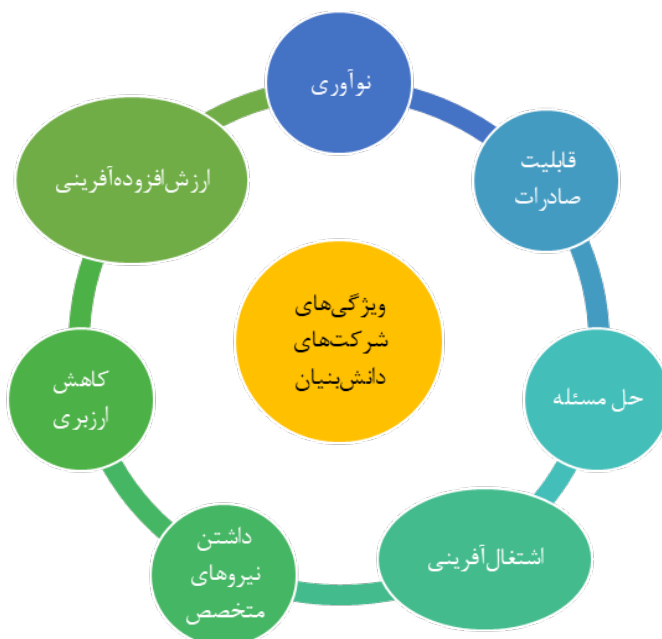 نوآوری
قابلیت
صادرات
حل مسئله
اشتغال‌آفرینی
داشتن
نیروهای
متخصص
کاهش
ارزبری
ارزش‌افزوده‌آفرینی
ویژگی‌های
شرکت‌های
دانش‌بنیان